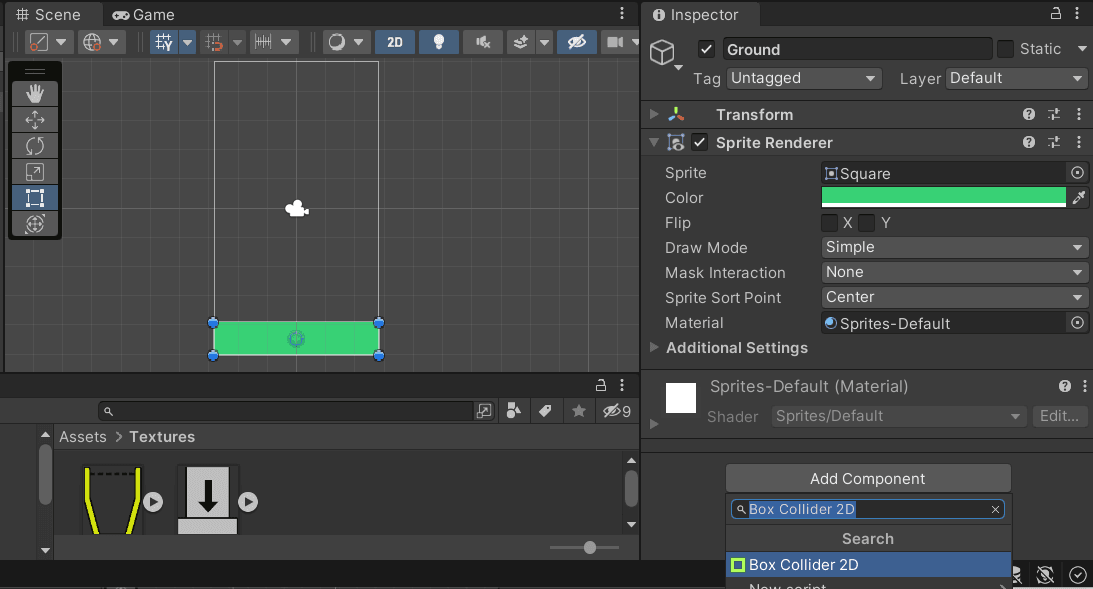 Scene Game
2D
9
Assets > Textures
Inspector
Ground Static
Tag Untagged Layer Default
Transform
Sprite Renderer
Sprite Square
Color
Flip X Y
Draw Mode Simple
Mask Interaction None
Sprite Sort Point Center
Material Sprites-Default
Additional Settings
Sprites-Default (Material)
Shader Sprites/Default Edit...
Add Component
Box Collider 2D
Search
Box Collider 2D
New script